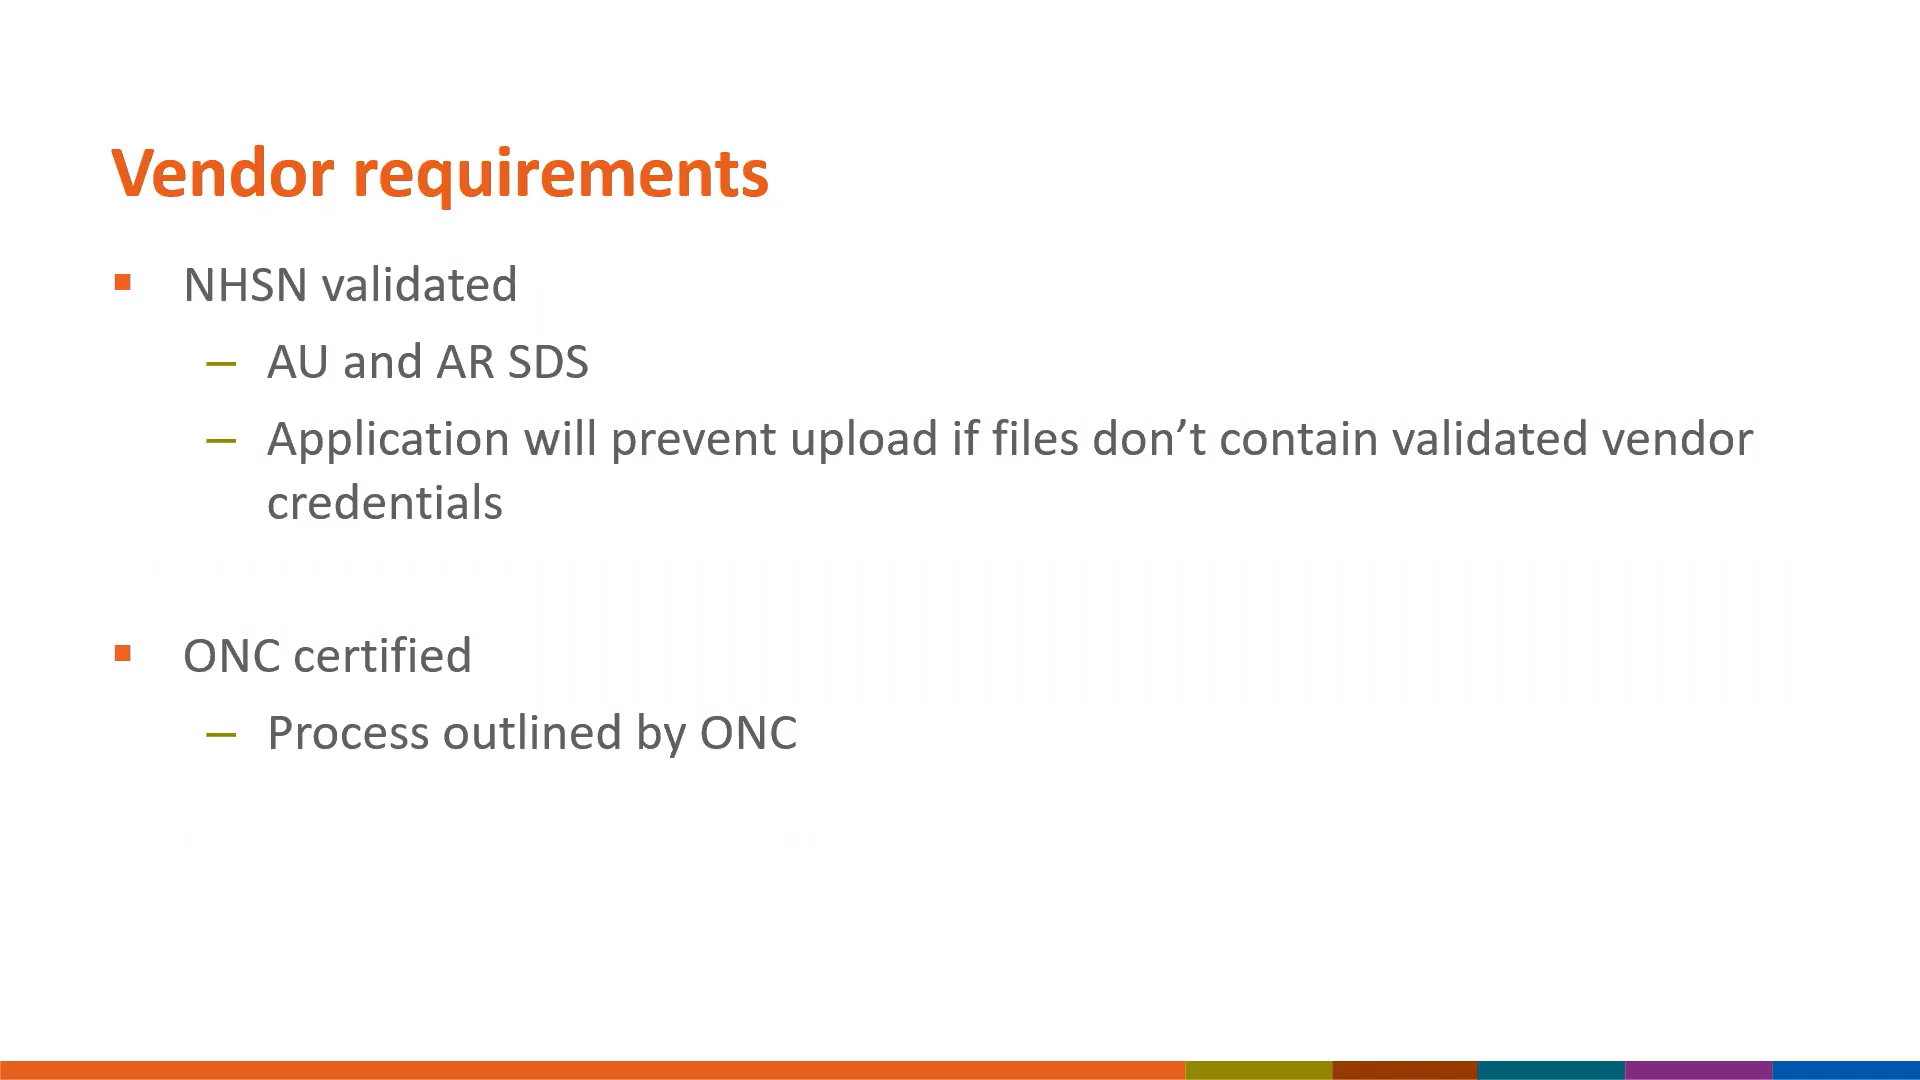 Vendor requirements
▪ NHSN validated
– AU and AR SDS
– Application will prevent upload if files don’t contain validated vendor
credentials
▪ ONC certified
– Process outlined by ONC